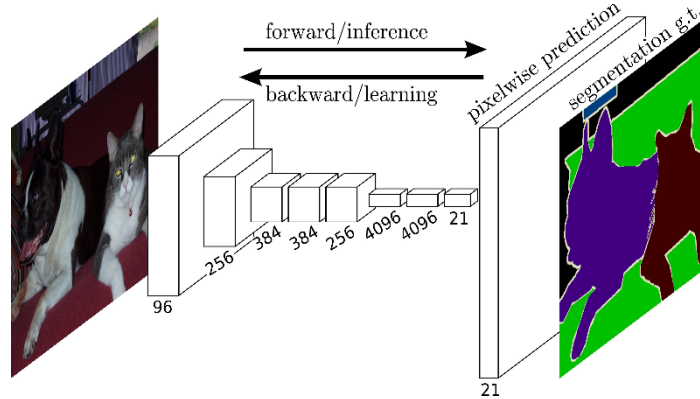 forward/inference
backward/learning
pixelwise prediction
segmentation g.t.
96
256
384
384
256
4096
4096
21
21